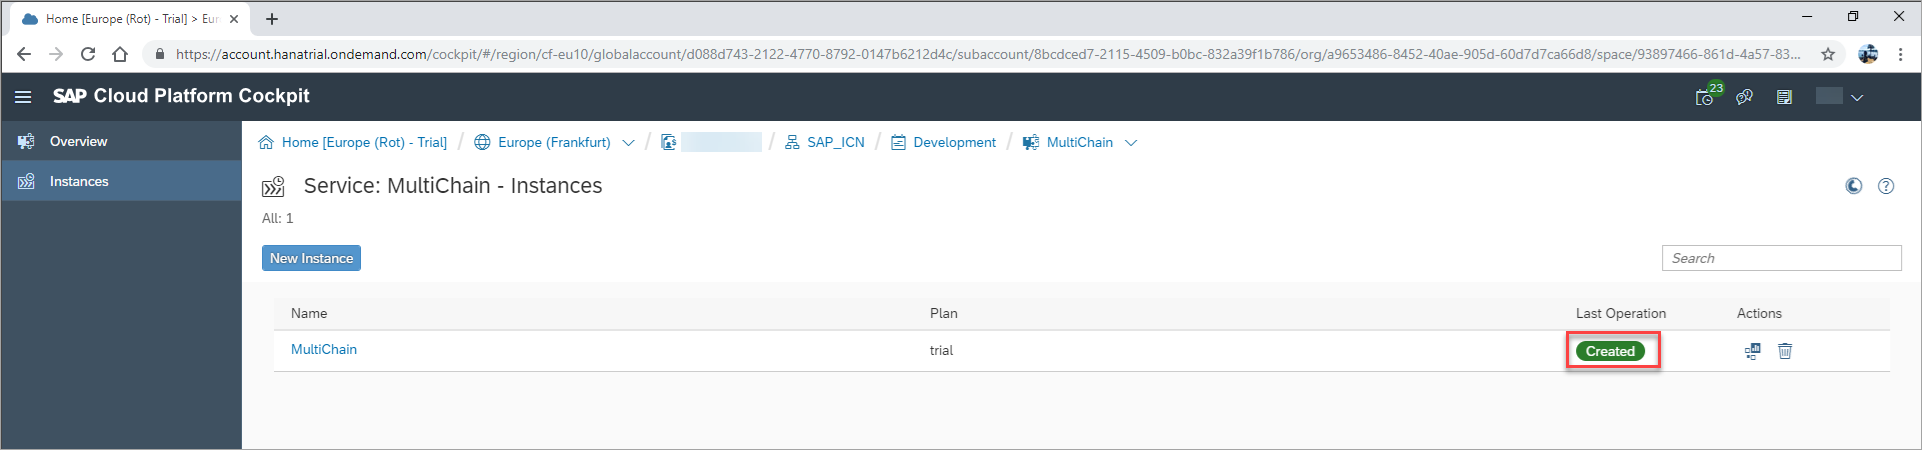 Home [Europe (Rot) - Trial] > Eur
https://account.hanatrial.ondemand.com/cockpit/#/region/cf-eu10/globalaccount/d088d743-2122-4770-8792-0147b6212d4c/subaccount/8bcdced7-2115-4509-b0bc-832a39f1b786/org/a9653486-8452-40ae-905d-60d7d7ca66d8/space/93897466-861d-4a57-83...
SAP Cloud Platform Cockpit
23
Overview
Instances
Home [Europe (Rot) - Trial] / Europe (Frankfurt) / / SAP_ICN / Development / MultiChain
Service: MultiChain - Instances
All: 1
New Instance
Search
Name Plan Last Operation Actions
MultiChain trial Created